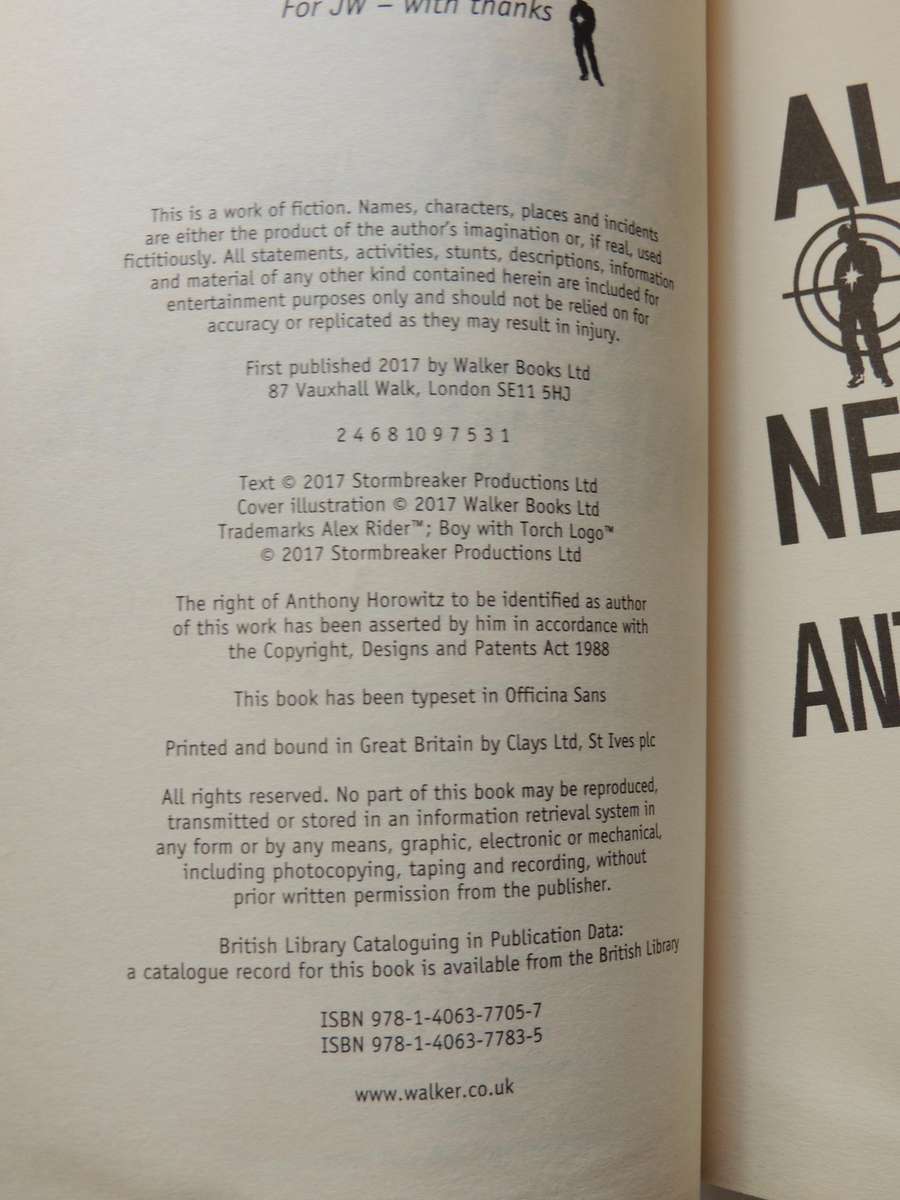 For JW – with thanks
This is a work of fiction. Names, characters, places and incidents
are either the product of the author's imagination or, if real, used
fictitiously. All statements, activities, stunts, descriptions, information
and material of any other kind contained herein are included for
entertainment purposes only and should not be relied on for
accuracy or replicated as they may result in injury.
First published 2017 by Walker Books Ltd
87 Vauxhall Walk, London SE11 5HJ
2 4 6 8 10 9 7 5 3 1
Text © 2017 Stormbreaker Productions Ltd
Cover illustration © 2017 Walker Books Ltd
Trademarks Alex Rider™; Boy with Torch Logo™
© 2017 Stormbreaker Productions Ltd
The right of Anthony Horowitz to be identified as author
of this work has been asserted by him in accordance with
the Copyright, Designs and Patents Act 1988
This book has been typeset in Officina Sans
Printed and bound in Great Britain by Clays Ltd, St Ives plc
All rights reserved. No part of this book may be reproduced,
transmitted or stored in an information retrieval system in
any form or by any means, graphic, electronic or mechanical,
including photocopying, taping and recording, without
prior written permission from the publisher.
British Library Cataloguing in Publication Data:
a catalogue record for this book is available from the British Library
ISBN 978-1-4063-7705-7
ISBN 978-1-4063-7783-5
www.walker.co.uk
AL
NE
ANT